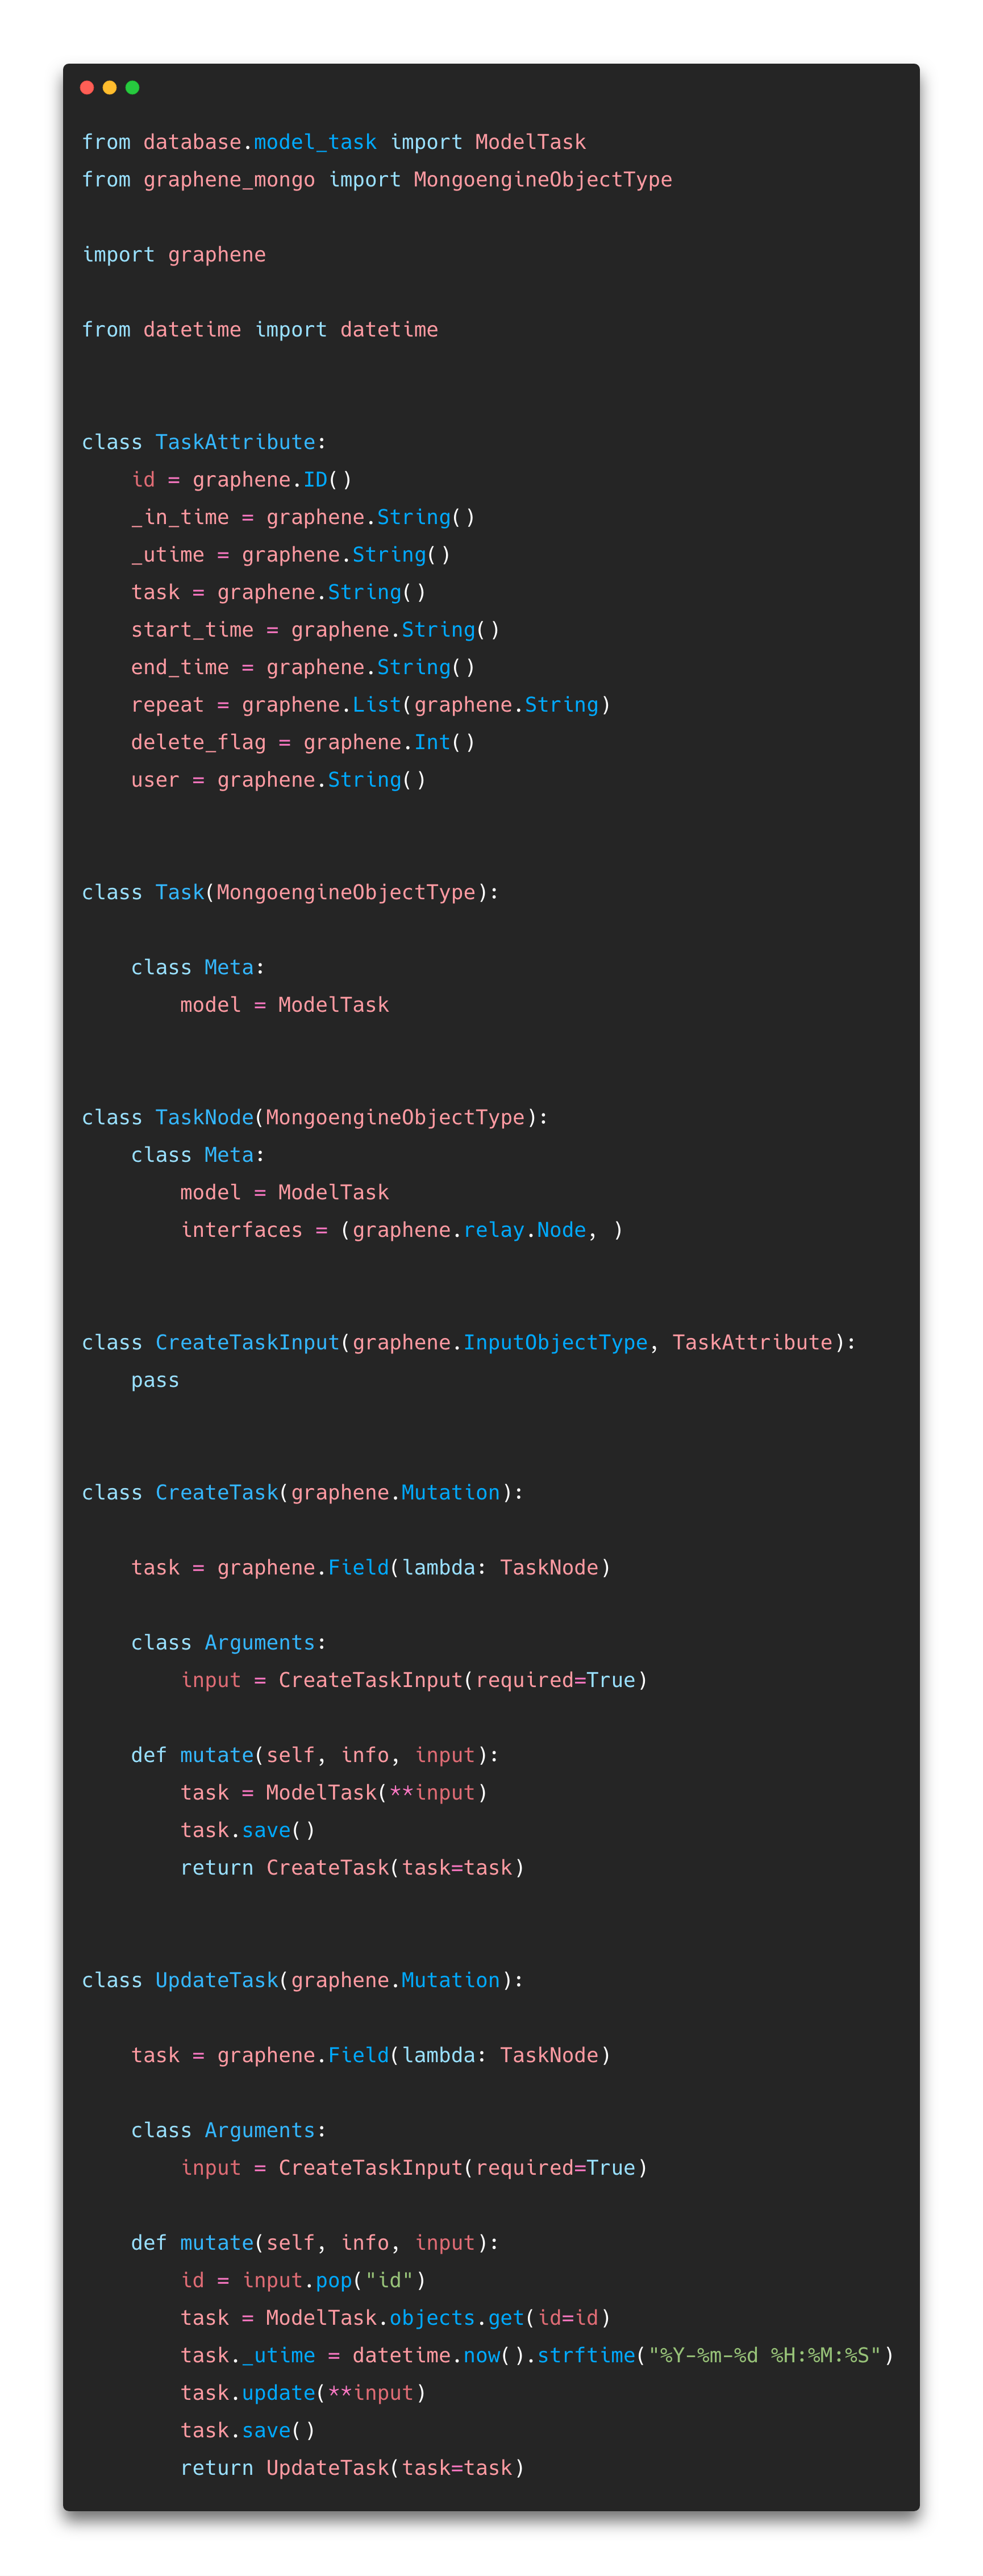 from database.model_task import ModelTask
from graphene_mongo import MongoengineObjectType
import graphene
from datetime import datetime
class TaskAttribute:
    id = graphene.ID()
    _in_time = graphene.String()
    _utime = graphene.String()
    task = graphene.String()
    start_time = graphene.String()
    end_time = graphene.String()
    repeat = graphene.List(graphene.String)
    delete_flag = graphene.Int()
    user = graphene.String()
class Task(MongoengineObjectType):
    class Meta:
        model = ModelTask
class TaskNode(MongoengineObjectType):
    class Meta:
        model = ModelTask
        interfaces = (graphene.relay.Node, )
class CreateTaskInput(graphene.InputObjectType, TaskAttribute):
    pass
class CreateTask(graphene.Mutation):
    task = graphene.Field(lambda: TaskNode)
    class Arguments:
        input = CreateTaskInput(required=True)
    def mutate(self, info, input):
        task = ModelTask(**input)
        task.save()
        return CreateTask(task=task)
class UpdateTask(graphene.Mutation):
    task = graphene.Field(lambda: TaskNode)
    class Arguments:
        input = CreateTaskInput(required=True)
    def mutate(self, info, input):
        id = input.pop("id")
        task = ModelTask.objects.get(id=id)
        task._utime = datetime.now().strftime("%Y-%m-%d %H:%M:%S")
        task.update(**input)
        task.save()
        return UpdateTask(task=task)